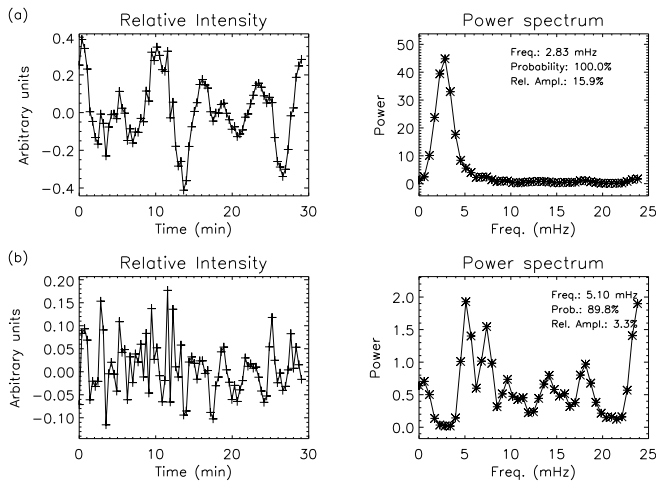 (a)
Relative Intensity
Arbitrary units
0.4
0.2
0.0
−0.2
−0.4
0 10 20 30
Time (min)
Power spectrum
Freq.: 2.83 mHz
Probability: 100.0%
Rel. Ampl.: 15.9%
Power
50
40
30
20
10
0
0 5 10 15 20 25
Freq. (mHz)
(b)
Relative Intensity
Arbitrary units
0.20
0.15
0.10
0.05
0.00
−0.05
−0.10
0 10 20 30
Time (min)
Power spectrum
Freq.: 5.10 mHz
Prob.: 89.8%
Rel. Ampl.: 3.3%
Power
2.0
1.5
1.0
0.5
0.0
0 5 10 15 20 25
Freq. (mHz)